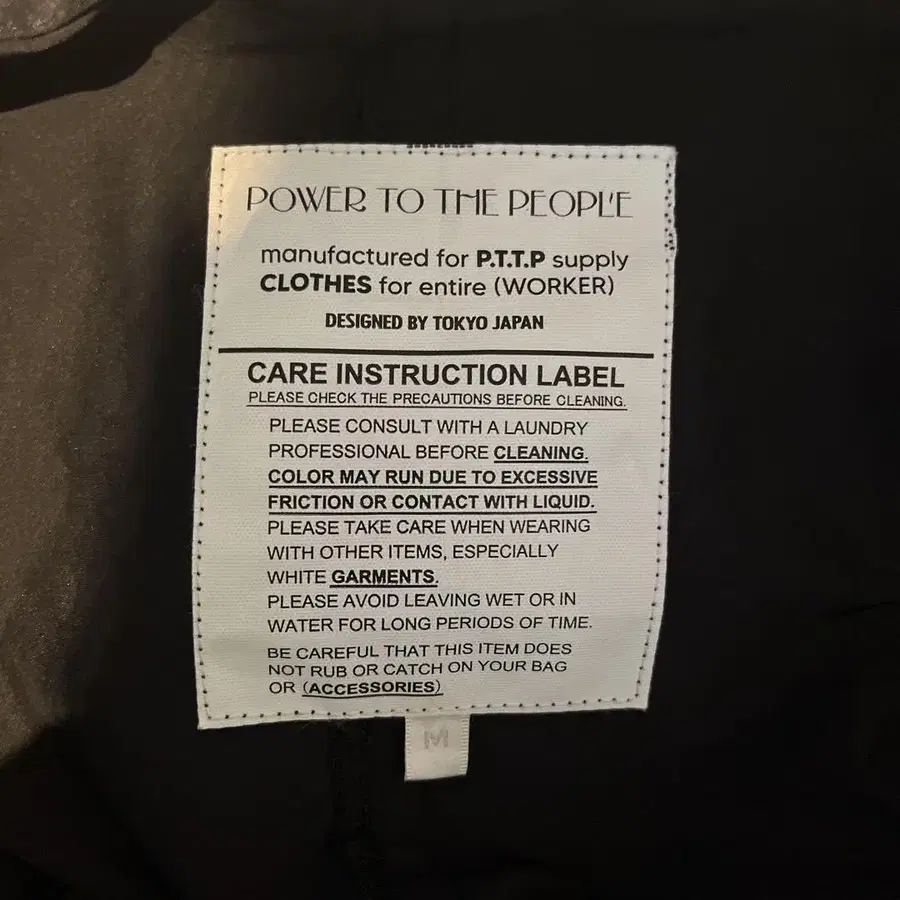 POWER TO THE PEOPLE
manufactured for P.T.T.P supply
CLOTHES for entire (WORKER)
DESIGNED BY TOKYO JAPAN
CARE INSTRUCTION LABEL
PLEASE CHECK THE PRECAUTIONS BEFORE CLEANING.
PLEASE CONSULT WITH A LAUNDRY
PROFESSIONAL BEFORE CLEANING.
COLOR MAY RUN DUE TO EXCESSIVE
FRICTION OR CONTACT WITH LIQUID.
PLEASE TAKE CARE WHEN WEARING
WITH OTHER ITEMS, ESPECIALLY
WHITE GARMENTS.
PLEASE AVOID LEAVING WET OR IN
WATER FOR LONG PERIODS OF TIME.
BE CAREFUL THAT THIS ITEM DOES
NOT RUB OR CATCH ON YOUR BAG
OR (ACCESSORIES)
M